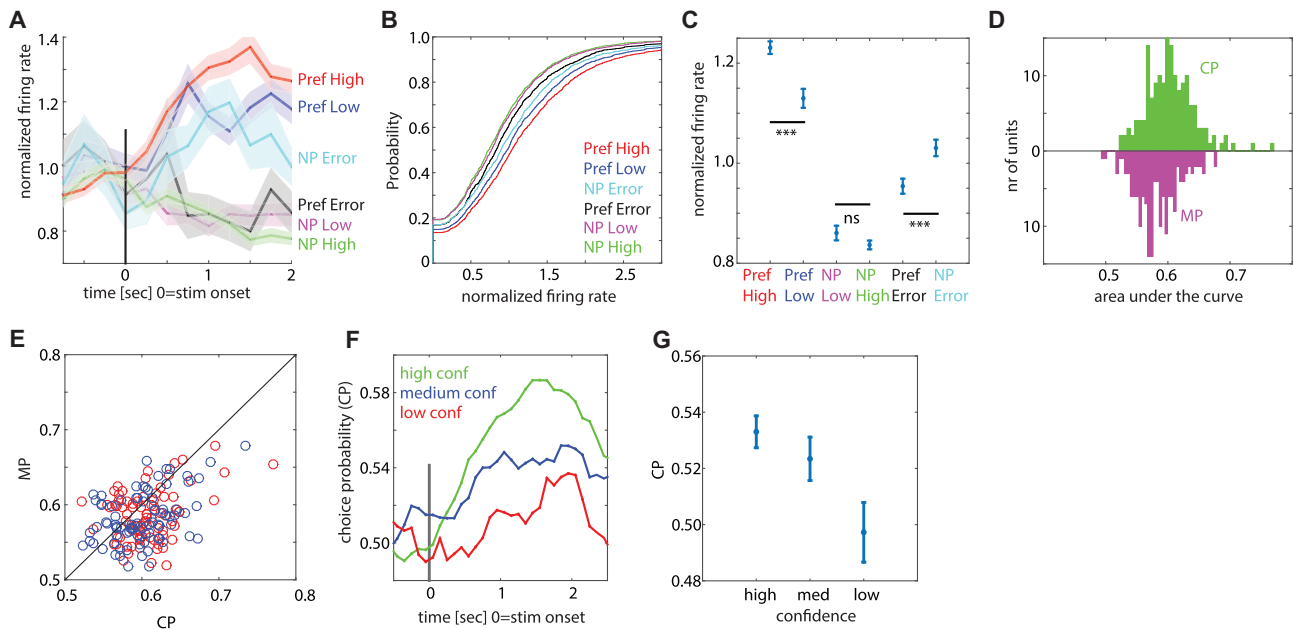 A
normalized firing rate
1.4
1.2
1.0
0.8
0
1
2
time [sec] 0=stim onset
Pref High
Pref Low
NP Error
Pref Error
NP Low
NP High
B
Probability
1.0
0.8
0.6
0.4
0.2
0
0.5
1.5
2.5
normalized firing rate
Pref High
Pref Low
NP Error
Pref Error
NP Low
NP High
C
normalized firing rate
1.2
1.0
0.8
***
ns
***
Pref High
Pref Low
NP Low
NP High
Pref Error
NP Error
D
nr of units
10
0
10
CP
MP
0.5
0.6
0.7
area under the curve
E
MP
0.8
0.7
0.6
0.5
0.5
0.6
0.7
0.8
CP
F
choice probability (CP)
high conf
medium conf
low conf
0.58
0.54
0.50
0
1
2
time [sec] 0=stim onset
G
CP
0.56
0.54
0.52
0.50
0.48
high
med
low
confidence